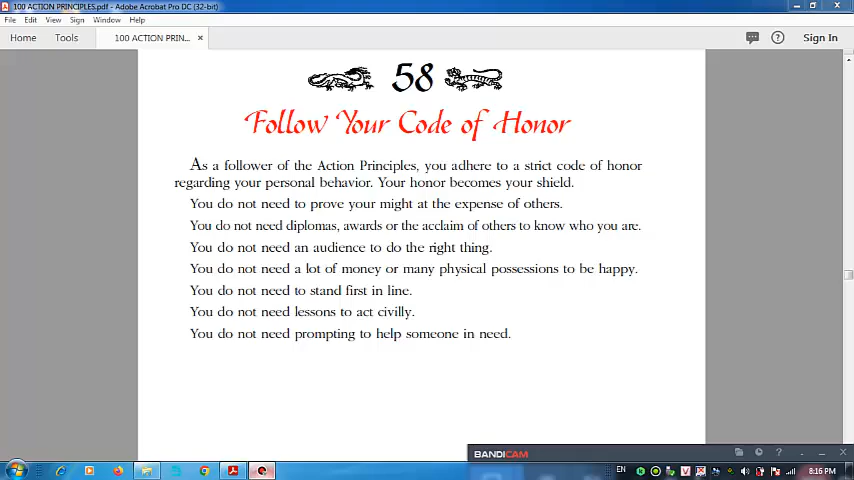 100 ACTION PRINCIPLES.pdf - Adobe Acrobat Pro DC (32-bit)
File Edit View Sign Window Help
Home Tools 100 ACTION PRIN... × Sign In
58
Follow Your Code of Honor
As a follower of the Action Principles, you adhere to a strict code of honor
regarding your personal behavior. Your honor becomes your shield.
You do not need to prove your might at the expense of others.
You do not need diplomas, awards or the acclaim of others to know who you are.
You do not need an audience to do the right thing.
You do not need a lot of money or many physical possessions to be happy.
You do not need to stand first in line.
You do not need lessons to act civilly.
You do not need prompting to help someone in need.
BANDICAM
EN 8:16 PM